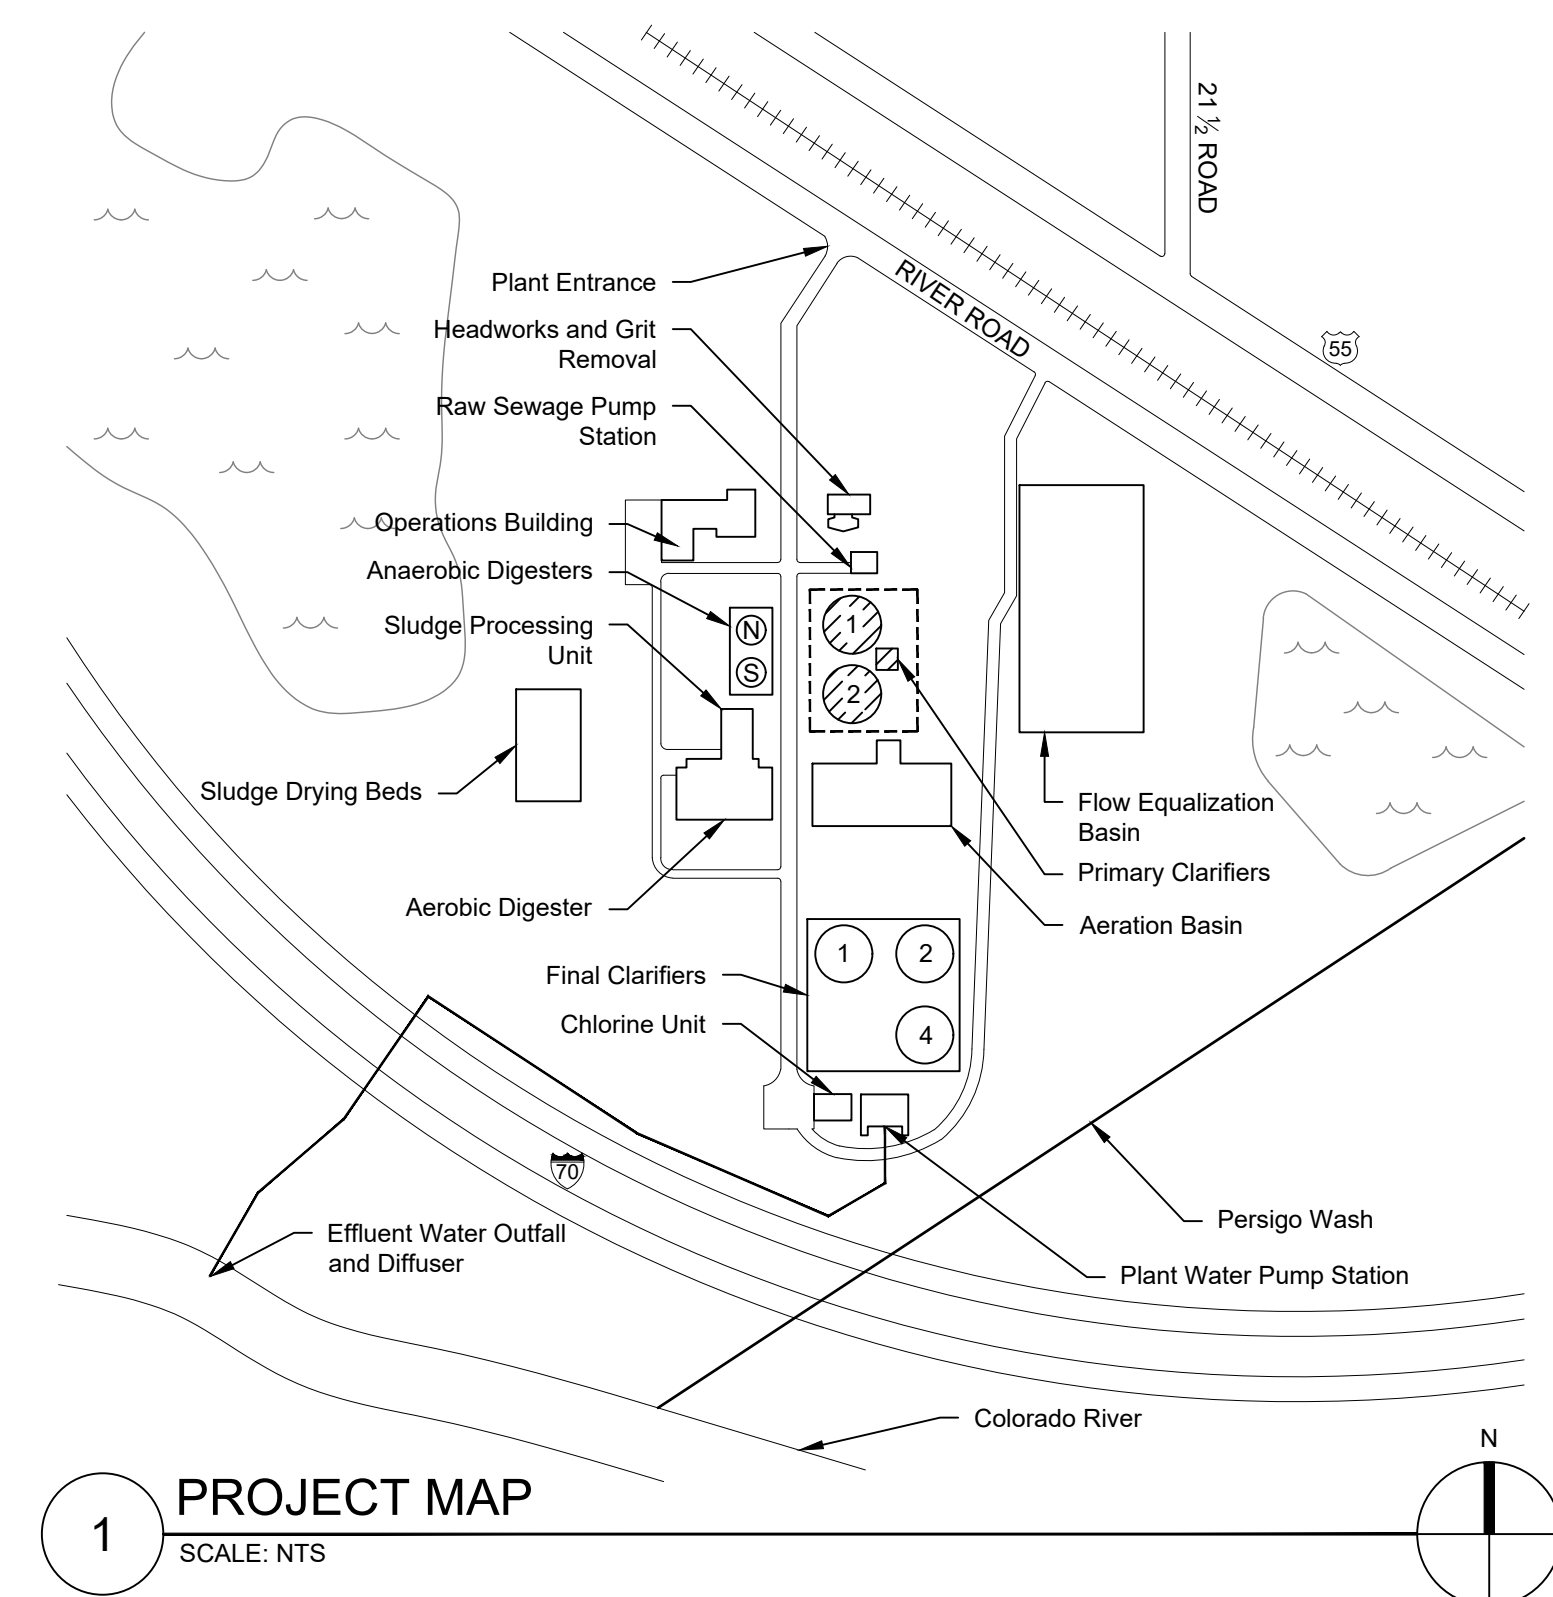 21 ½ ROAD
Plant Entrance
RIVER ROAD
Headworks and Grit
Removal
55
Raw Sewage Pump
Station
Operations Building
Anaerobic Digesters
Sludge Processing
Unit
N
S
1
2
Sludge Drying Beds
Flow Equalization
Basin
Primary Clarifiers
Aerobic Digester
Aeration Basin
Final Clarifiers
1
2
Chlorine Unit
4
70
Effluent Water Outfall
and Diffuser
Persigo Wash
Plant Water Pump Station
Colorado River
N
1
PROJECT MAP
SCALE: NTS